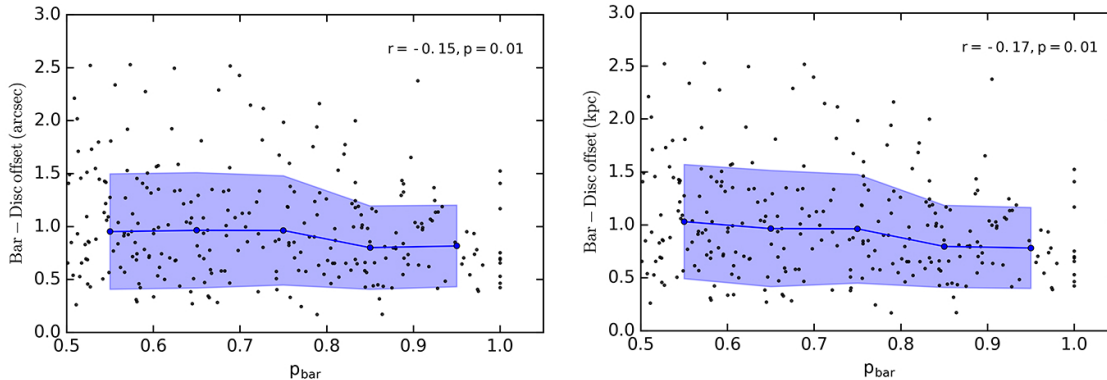 3.0
2.5
2.0
1.5
1.0
0.5
0.0
Bar – Disc offset (arcsec)
r = -0.15, p = 0.01
0.5 0.6 0.7 0.8 0.9 1.0
p_bar
3.0
2.5
2.0
1.5
1.0
0.5
0.0
Bar – Disc offset (kpc)
r = -0.17, p = 0.01
0.5 0.6 0.7 0.8 0.9 1.0
p_bar